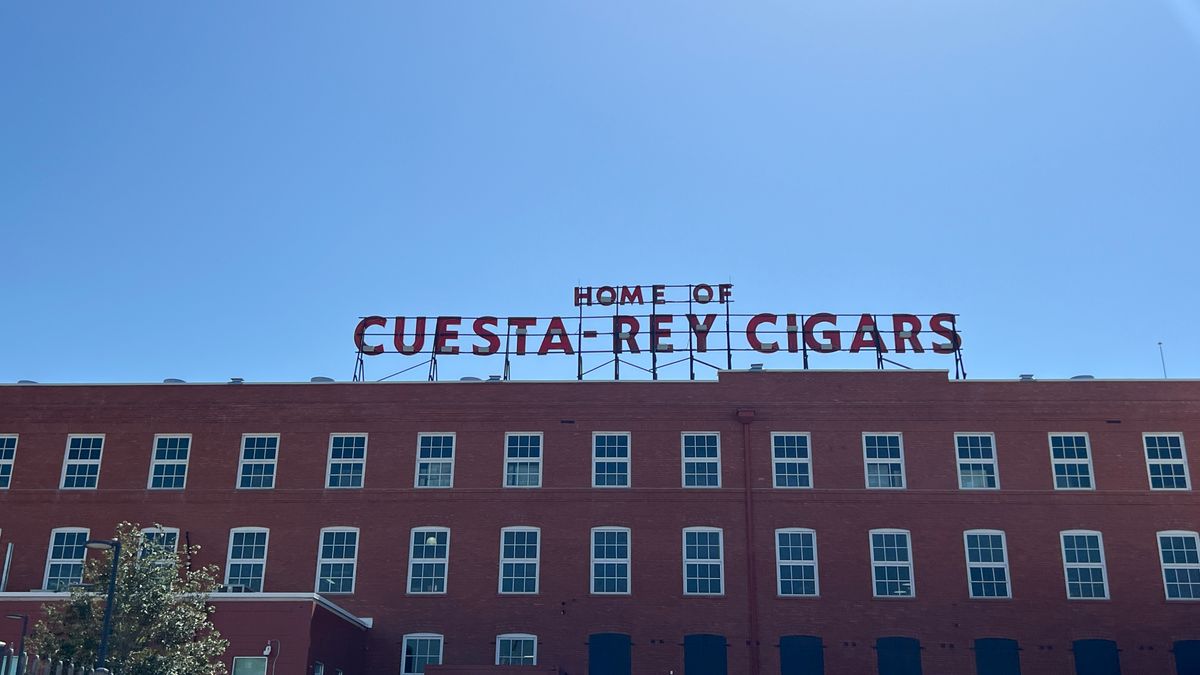 HOME OF
CUESTA-REY CIGARS